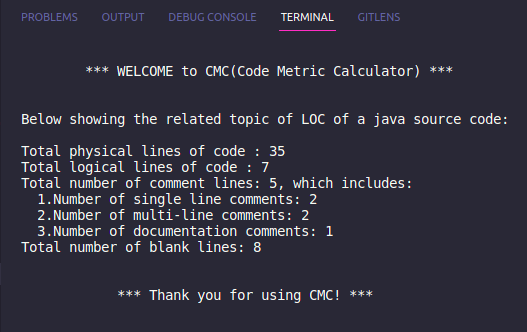 PROBLEMS OUTPUT DEBUG CONSOLE TERMINAL GITLENS
*** WELCOME to CMC(Code Metric Calculator) ***
Below showing the related topic of LOC of a java source code:
Total physical lines of code : 35
Total logical lines of code : 7
Total number of comment lines: 5, which includes:
1.Number of single line comments: 2
2.Number of multi-line comments: 2
3.Number of documentation comments: 1
Total number of blank lines: 8
*** Thank you for using CMC! ***